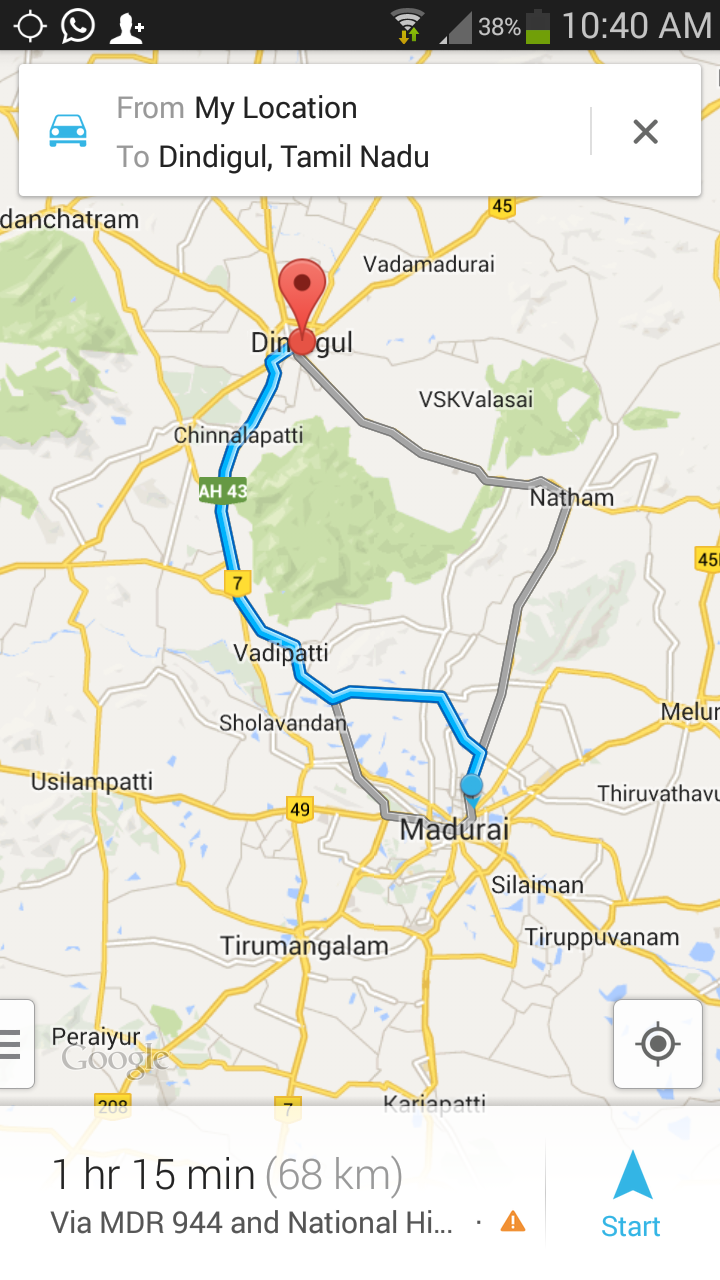 38% 10:40 AM
From My Location
To Dindigul, Tamil Nadu
danchatram
45
Vadamadurai
Dindigul
VSKValasai
Chinnalapatti
AH 43
Natham
45
7
Vadipatti
Sholavandan
Melur
Usilampatti
49
Thiruvathavu
Madurai
Silaiman
Tirumangalam
Tiruppuvanam
Peraiyur
Google
208
7
Kariapatti
1 hr 15 min (68 km)
Via MDR 944 and National Hi... ·
Start